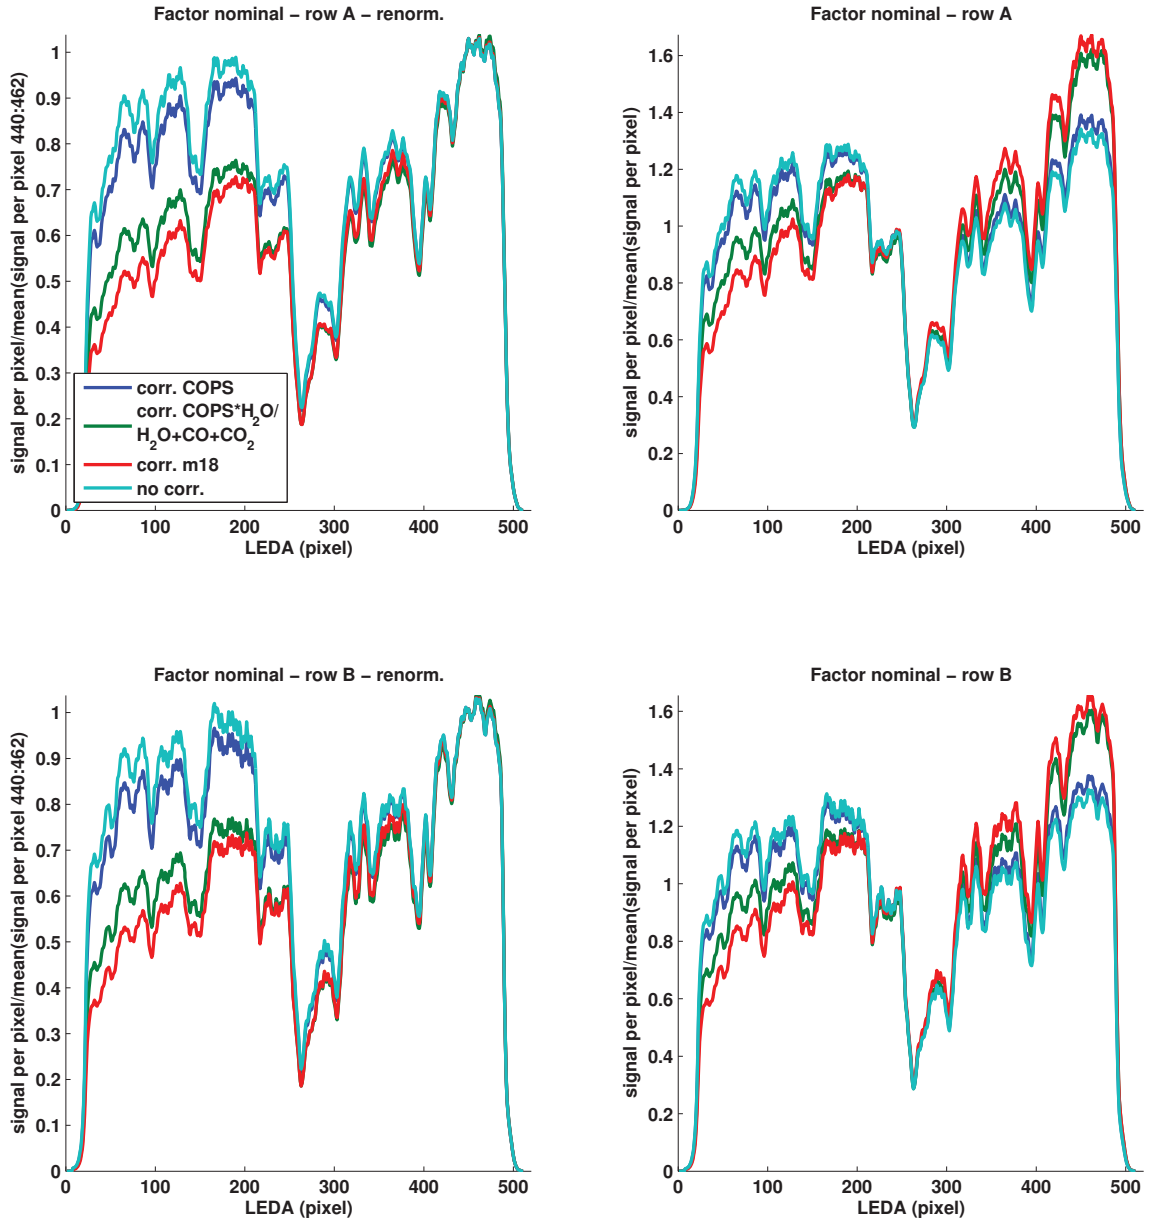 Factor nominal – row A – renorm.
signal per pixel/mean(signal per pixel 440:462)
1
0.9
0.8
0.7
0.6
0.5
0.4
0.3
0.2
0.1
0
corr. COPS
corr. COPS*H2O/
H2O+CO+CO2
corr. m18
no corr.
0 100 200 300 400 500
LEDA (pixel)
Factor nominal – row A
signal per pixel/mean(signal per pixel)
1.6
1.4
1.2
1
0.8
0.6
0.4
0.2
0
0 100 200 300 400 500
LEDA (pixel)
Factor nominal – row B – renorm.
signal per pixel/mean(signal per pixel 440:462)
1
0.9
0.8
0.7
0.6
0.5
0.4
0.3
0.2
0.1
0
0 100 200 300 400 500
LEDA (pixel)
Factor nominal – row B
signal per pixel/mean(signal per pixel)
1.6
1.4
1.2
1
0.8
0.6
0.4
0.2
0
0 100 200 300 400 500
LEDA (pixel)